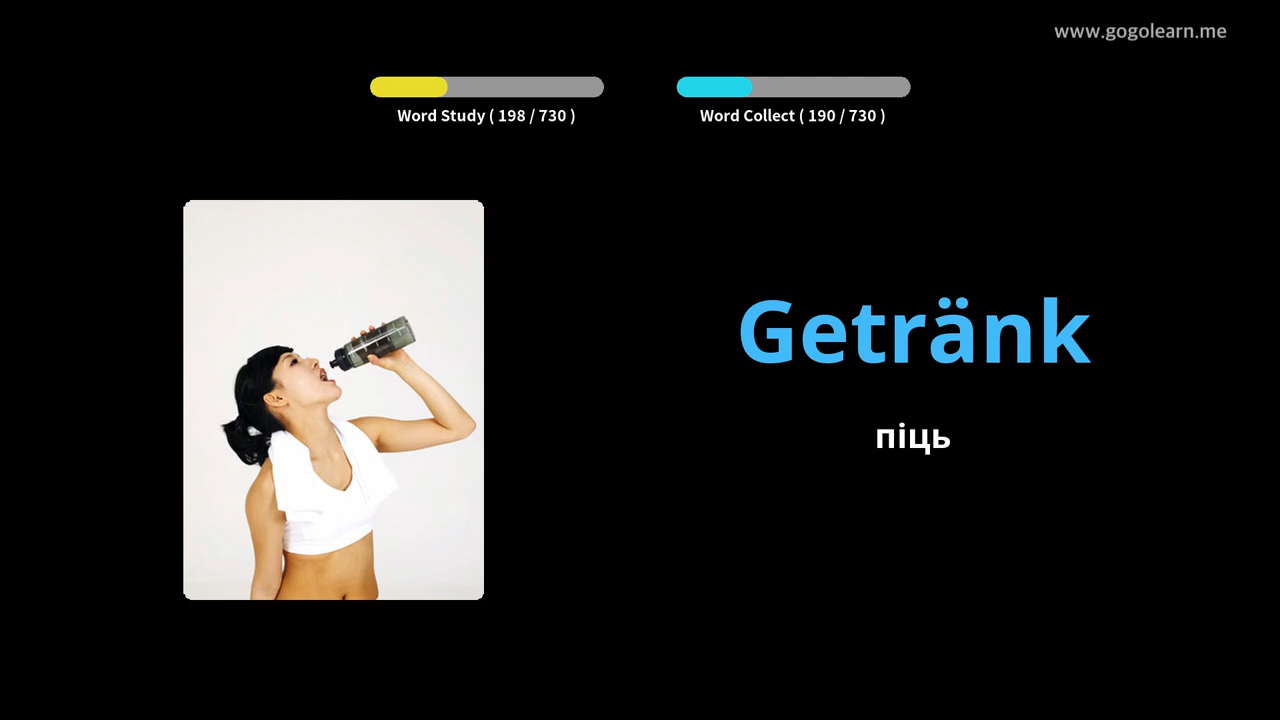 www.gogolearn.me
Word Study ( 198 / 730 )
Word Collect ( 190 / 730 )
Getränk
піць